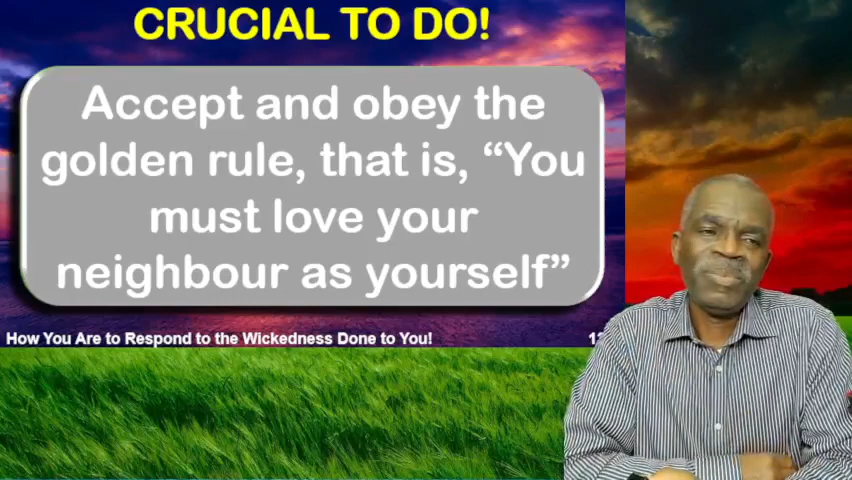 CRUCIAL TO DO!
Accept and obey the
golden rule, that is, “You
must love your
neighbour as yourself”
How You Are to Respond to the Wickedness Done to You!